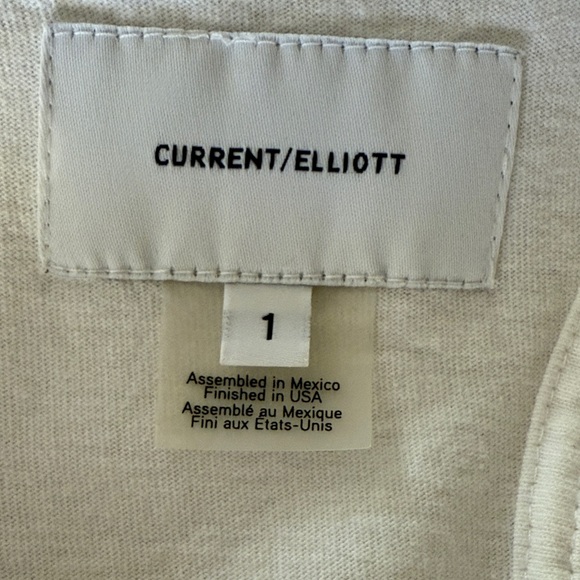 CURRENT/ELLIOTT
1
Assembled in Mexico
Finished in USA
Assemblé au Mexique
Fini aux États-Unis